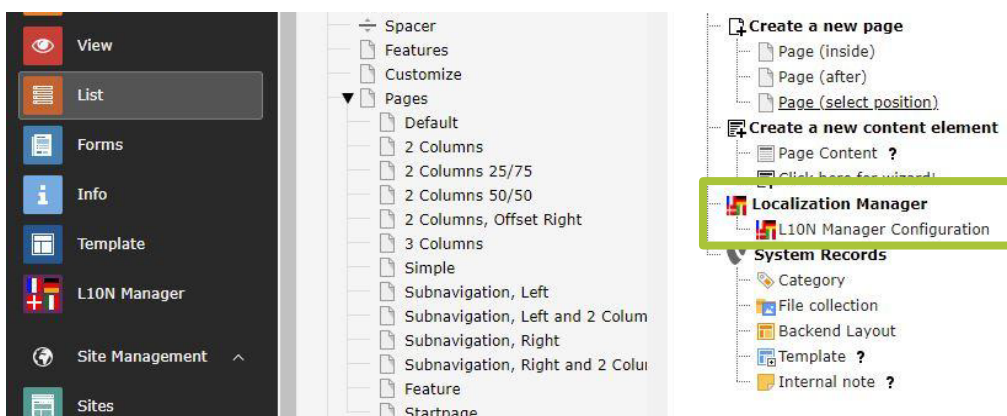 View
List
Forms
Info
Template
L10N Manager
Site Management
Sites
Spacer
Features
Customize
Pages
Default
2 Columns
2 Columns 25/75
2 Columns 50/50
2 Columns, Offset Right
3 Columns
Simple
Subnavigation, Left
Subnavigation, Left and 2 Colum
Subnavigation, Right
Subnavigation, Right and 2 Colu
Feature
Startpage
Create a new page
Page (inside)
Page (after)
Page (select position)
Create a new content element
Page Content ?
Click here for wizard!
Localization Manager
L10N Manager Configuration
System Records
Category
File collection
Backend Layout
Template ?
Internal note ?